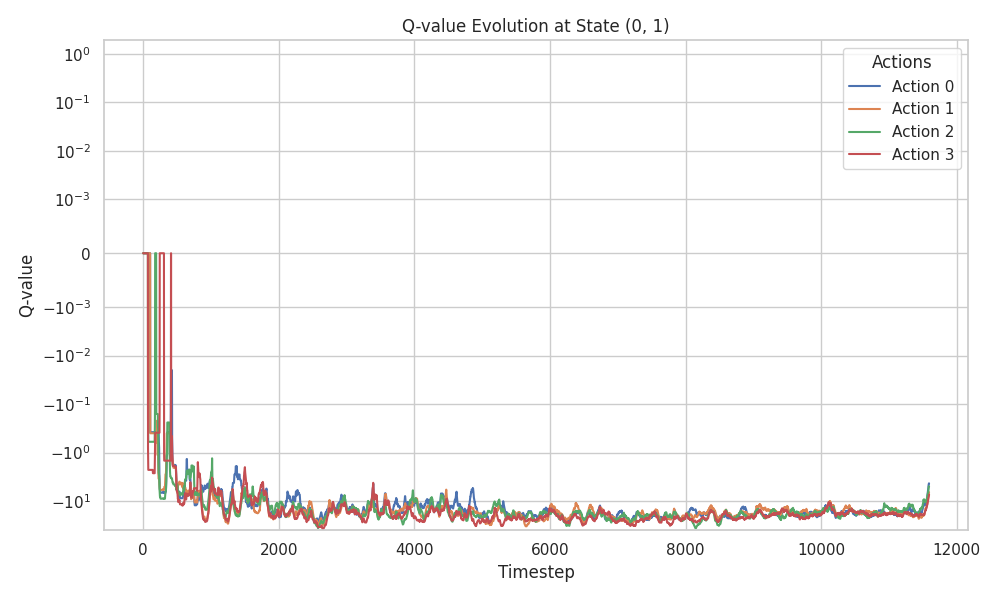 Q-value Evolution at State (0, 1)
Actions
Action 0
Action 1
Action 2
Action 3
Q-value
10⁰
10⁻¹
10⁻²
10⁻³
0
−10⁻³
−10⁻²
−10⁻¹
−10⁰
−10¹
0 2000 4000 6000 8000 10000 12000
Timestep